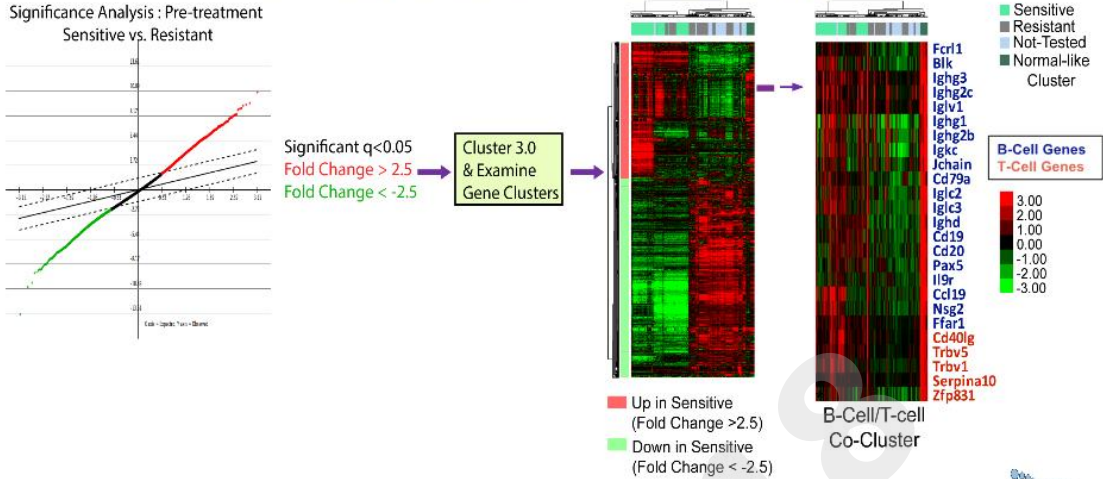 Significance Analysis : Pre-treatment
Sensitive vs. Resistant
Significant q<0.05
Fold Change > 2.5
Fold Change < -2.5
Cluster 3.0
& Examine
Gene Clusters
Up in Sensitive
(Fold Change >2.5)
Down in Sensitive
(Fold Change < -2.5)
Fcrl1
Blk
Ighg3
Ighg2c
Iglv1
Ighg1
Ighg2b
Igkc
Jchain
Cd79a
Iglc2
Iglc3
Ighd
Cd19
Cd20
Pax5
Il9r
Ccl19
Nsg2
Ffar1
Cd40lg
Trbv5
Trbv1
Serpina10
Zfp831
B-Cell/T-cell
Co-Cluster
Sensitive
Resistant
Not-Tested
Normal-like
Cluster
B-Cell Genes
T-Cell Genes
3.00
2.00
1.00
0.00
-1.00
-2.00
-3.00